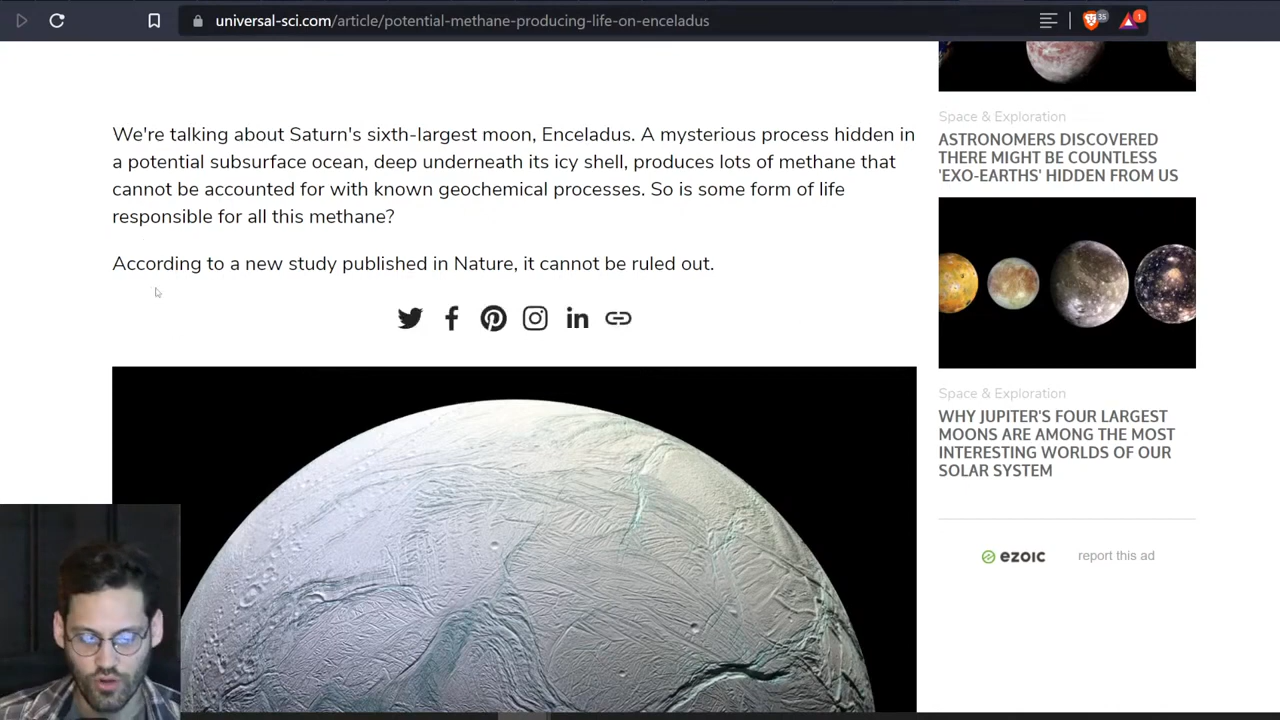 universal-sci.com/article/potential-methane-producing-life-on-enceladus
35
1
We're talking about Saturn's sixth-largest moon, Enceladus. A mysterious process hidden in
a potential subsurface ocean, deep underneath its icy shell, produces lots of methane that
cannot be accounted for with known geochemical processes. So is some form of life
responsible for all this methane?
According to a new study published in Nature, it cannot be ruled out.
Space & Exploration
ASTRONOMERS DISCOVERED
THERE MIGHT BE COUNTLESS
'EXO-EARTHS' HIDDEN FROM US
Space & Exploration
WHY JUPITER'S FOUR LARGEST
MOONS ARE AMONG THE MOST
INTERESTING WORLDS OF OUR
SOLAR SYSTEM
ezoic report this ad